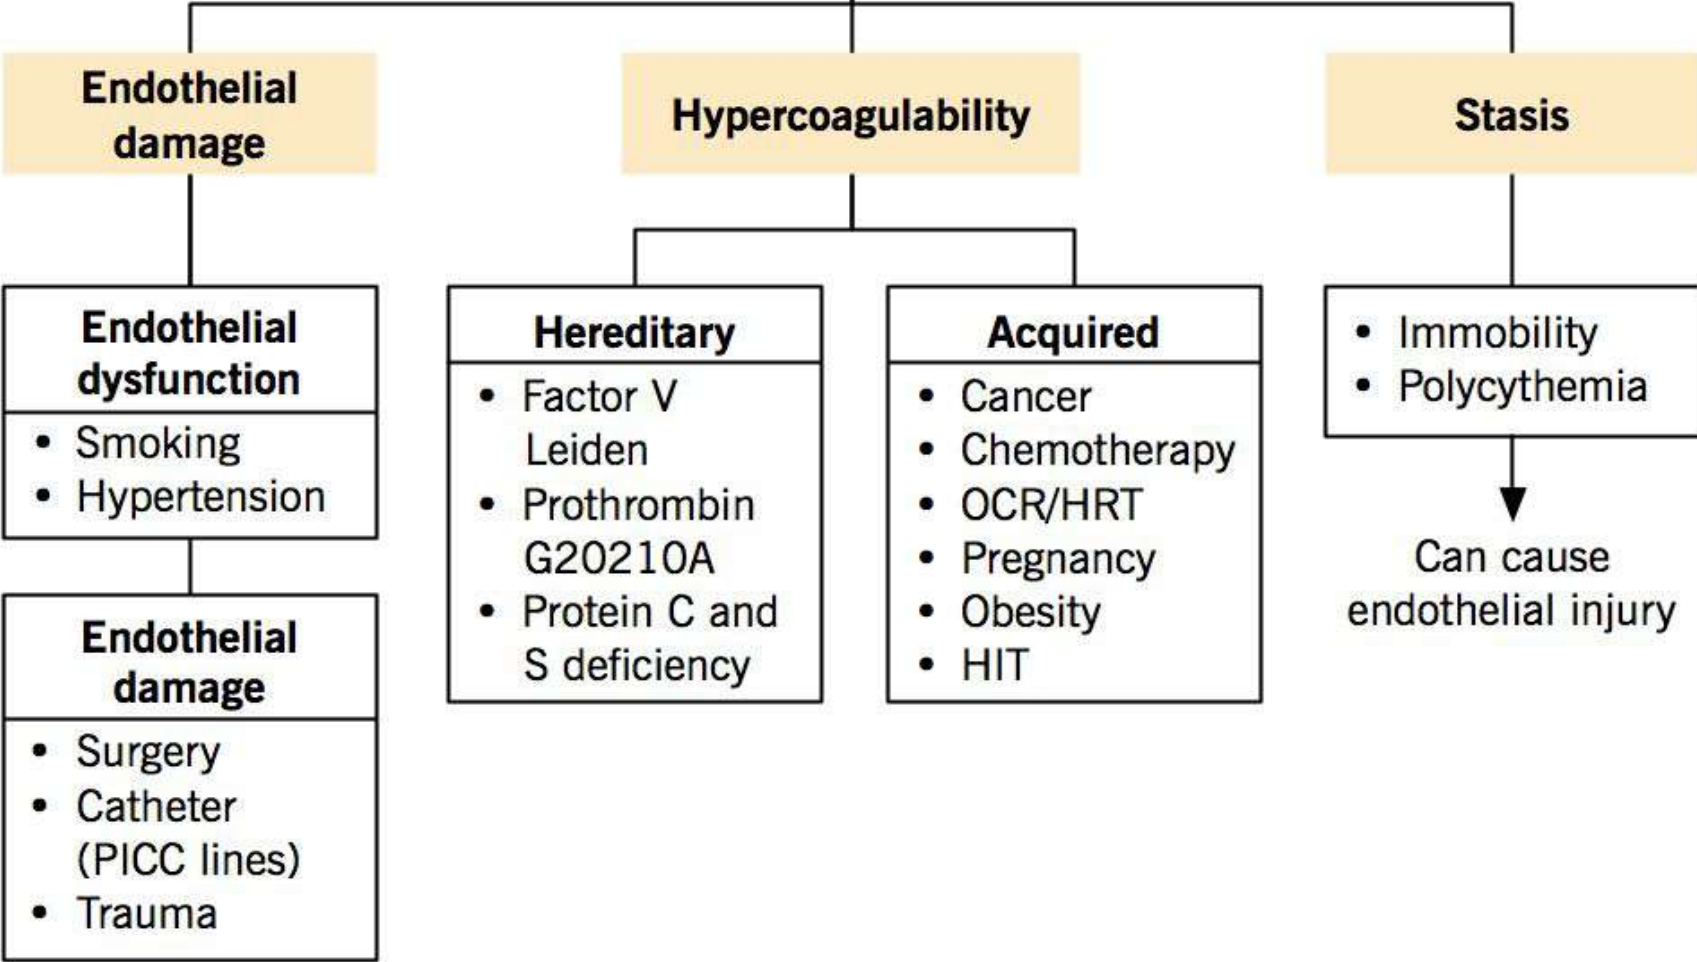 Endothelial
damage
Hypercoagulability
Stasis
Endothelial
dysfunction
• Smoking
• Hypertension
Endothelial
damage
• Surgery
• Catheter
(PICC lines)
• Trauma
Hereditary
• Factor V
Leiden
• Prothrombin
G20210A
• Protein C and
S deficiency
Acquired
• Cancer
• Chemotherapy
• OCR/HRT
• Pregnancy
• Obesity
• HIT
• Immobility
• Polycythemia
Can cause
endothelial injury